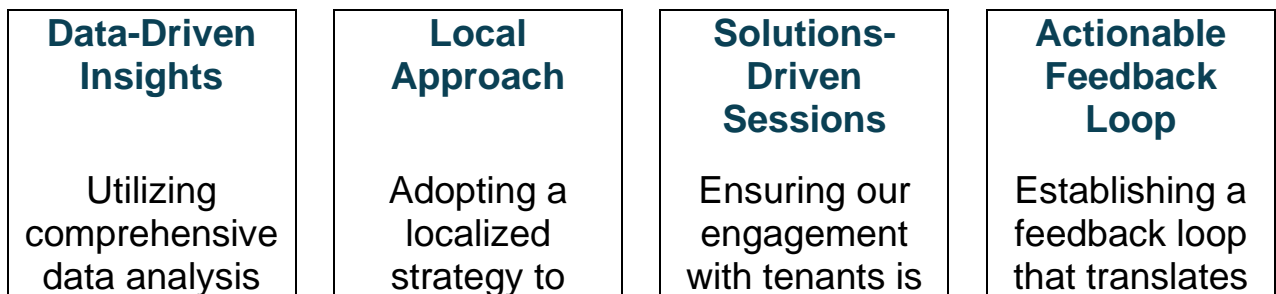 Data-Driven
Insights
Utilizing
comprehensive
data analysis
Local
Approach
Adopting a
localized
strategy to
Solutions-
Driven
Sessions
Ensuring our
engagement
with tenants is
Actionable
Feedback
Loop
Establishing a
feedback loop
that translates